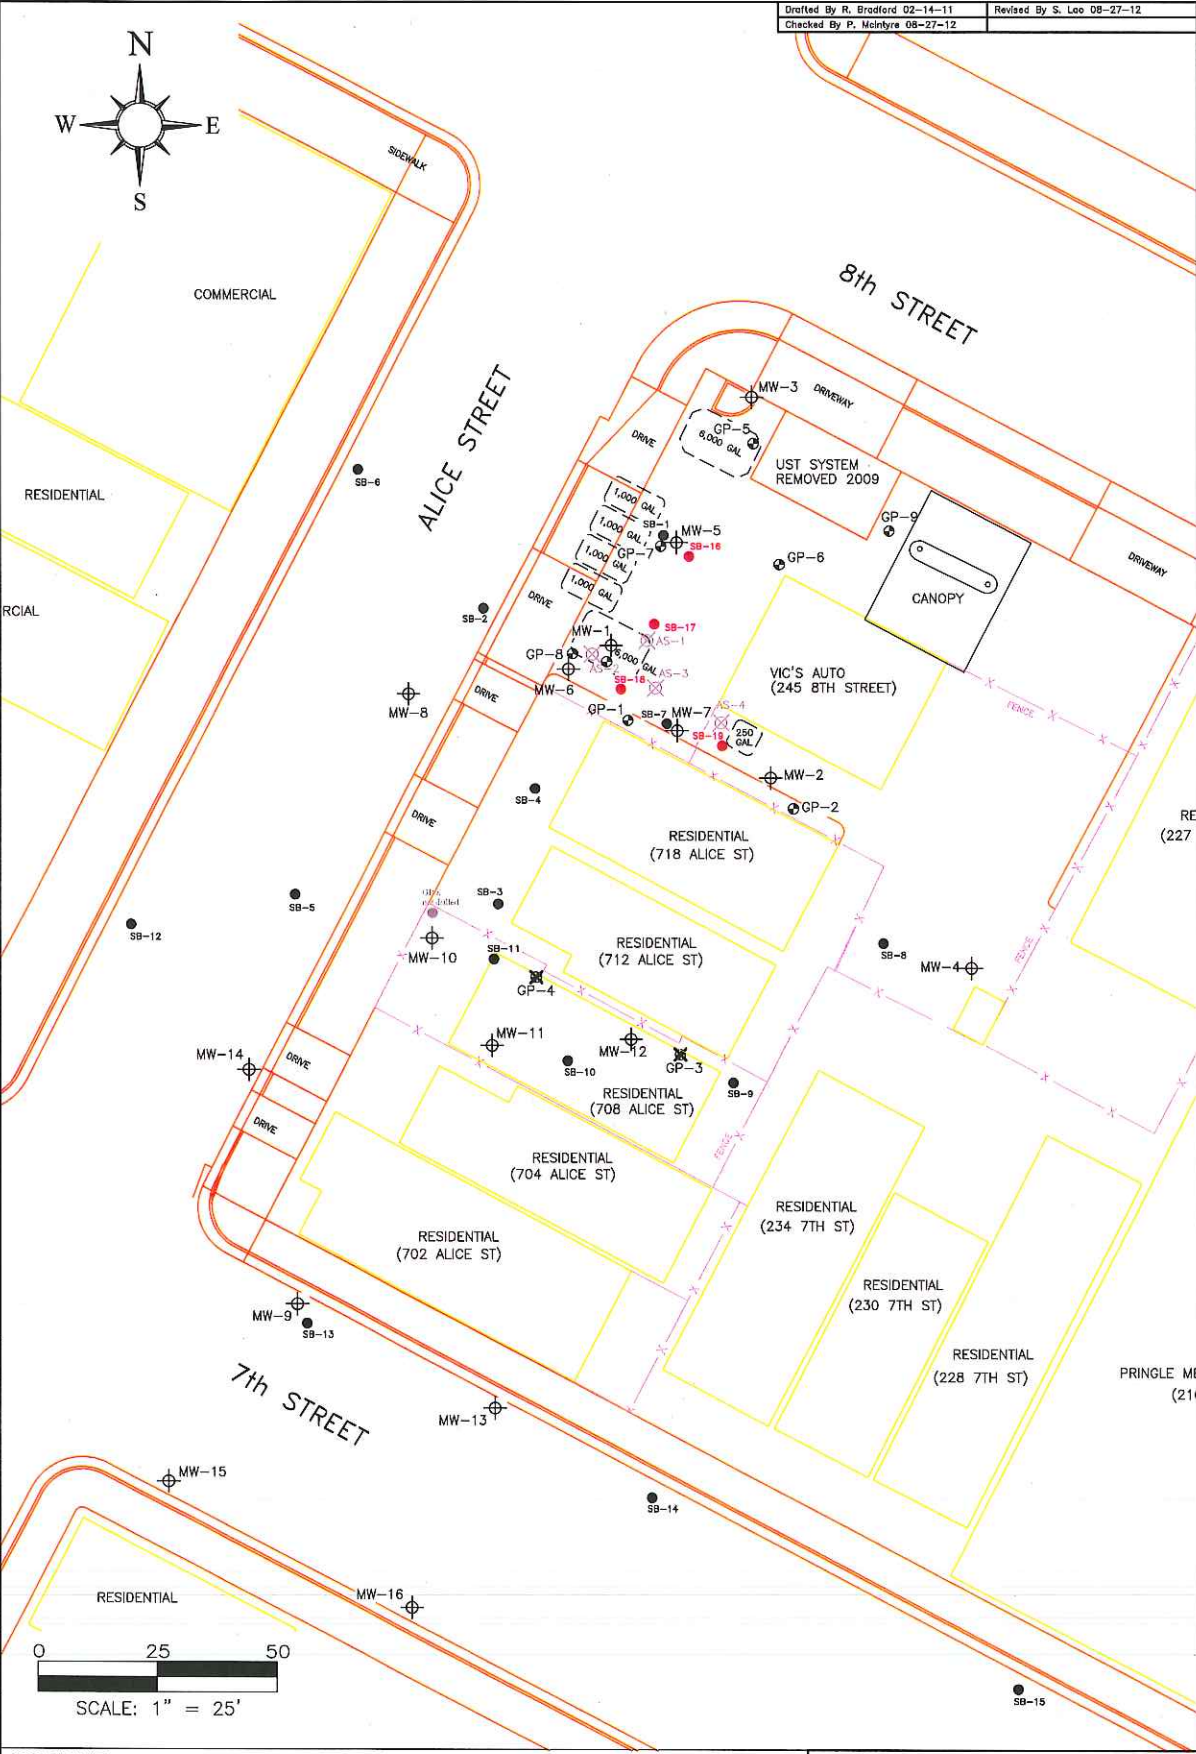 Drafted By R. Bradford 02-14-11
Revised By S. Lao 08-27-12
Checked By P. McIntyre 08-27-12
N
W
E
S
SIDEWALK
COMMERCIAL
8th STREET
ALICE STREET
MW-3
DRIVEWAY
GP-5
6,000 GAL
DRIVE
UST SYSTEM
REMOVED 2009
SB-6
RESIDENTIAL
1,000 GAL
1,000 GAL
1,000 GAL
1,000 GAL
SB-1
MW-5
GP-7
SB-16
GP-9
GP-6
DRIVEWAY
CANOPY
DRIVE
SB-2
RCIAL
SB-17
MW-1
AS-1
GP-8
6,000 GAL
AS-2
AS-3
SB-18
MW-6
VIC'S AUTO
(245 8TH STREET)
DRIVE
MW-8
GP-1
SB-7
MW-7
AS-4
SB-19
250
GAL
FENCE
MW-2
SB-4
GP-2
DRIVE
RESIDENTIAL
(718 ALICE ST)
RE
(227
SB-5
SB-3
SB-12
MW-10
SB-11
RESIDENTIAL
(712 ALICE ST)
FENCE
SB-8
MW-4
GP-4
MW-11
MW-12
MW-14
DRIVE
SB-10
GP-3
SB-9
RESIDENTIAL
(708 ALICE ST)
DRIVE
FENCE
RESIDENTIAL
(704 ALICE ST)
RESIDENTIAL
(234 7TH ST)
RESIDENTIAL
(702 ALICE ST)
RESIDENTIAL
(230 7TH ST)
MW-9
SB-13
RESIDENTIAL
(228 7TH ST)
PRINGLE ME
(21
7th STREET
MW-13
MW-15
SB-14
RESIDENTIAL
MW-16
0 25 50
SCALE: 1" = 25'
SB-15